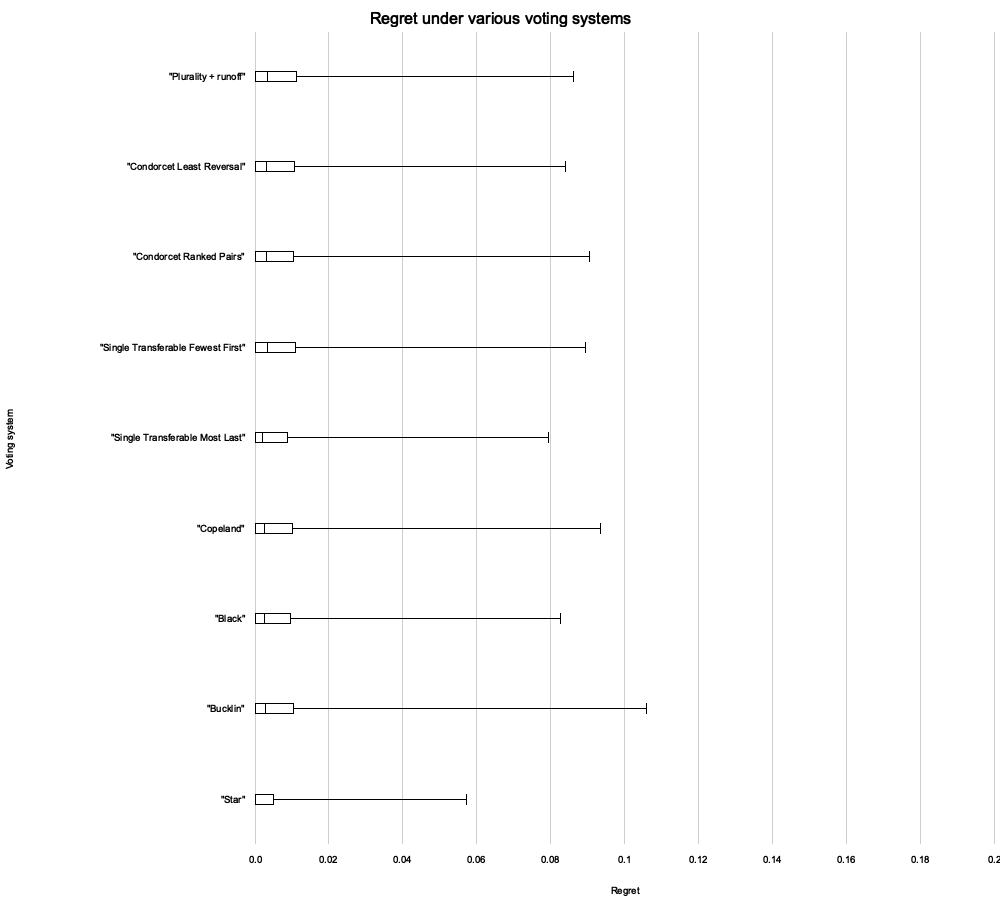 Regret under various voting systems
"Plurality + runoff"
"Condorcet Least Reversal"
"Condorcet Ranked Pairs"
"Single Transferable Fewest First"
"Single Transferable Most Last"
"Copeland"
"Black"
"Bucklin"
"Star"
Voting system
0.0 0.02 0.04 0.06 0.08 0.1 0.12 0.14 0.16 0.18 0.2
Regret